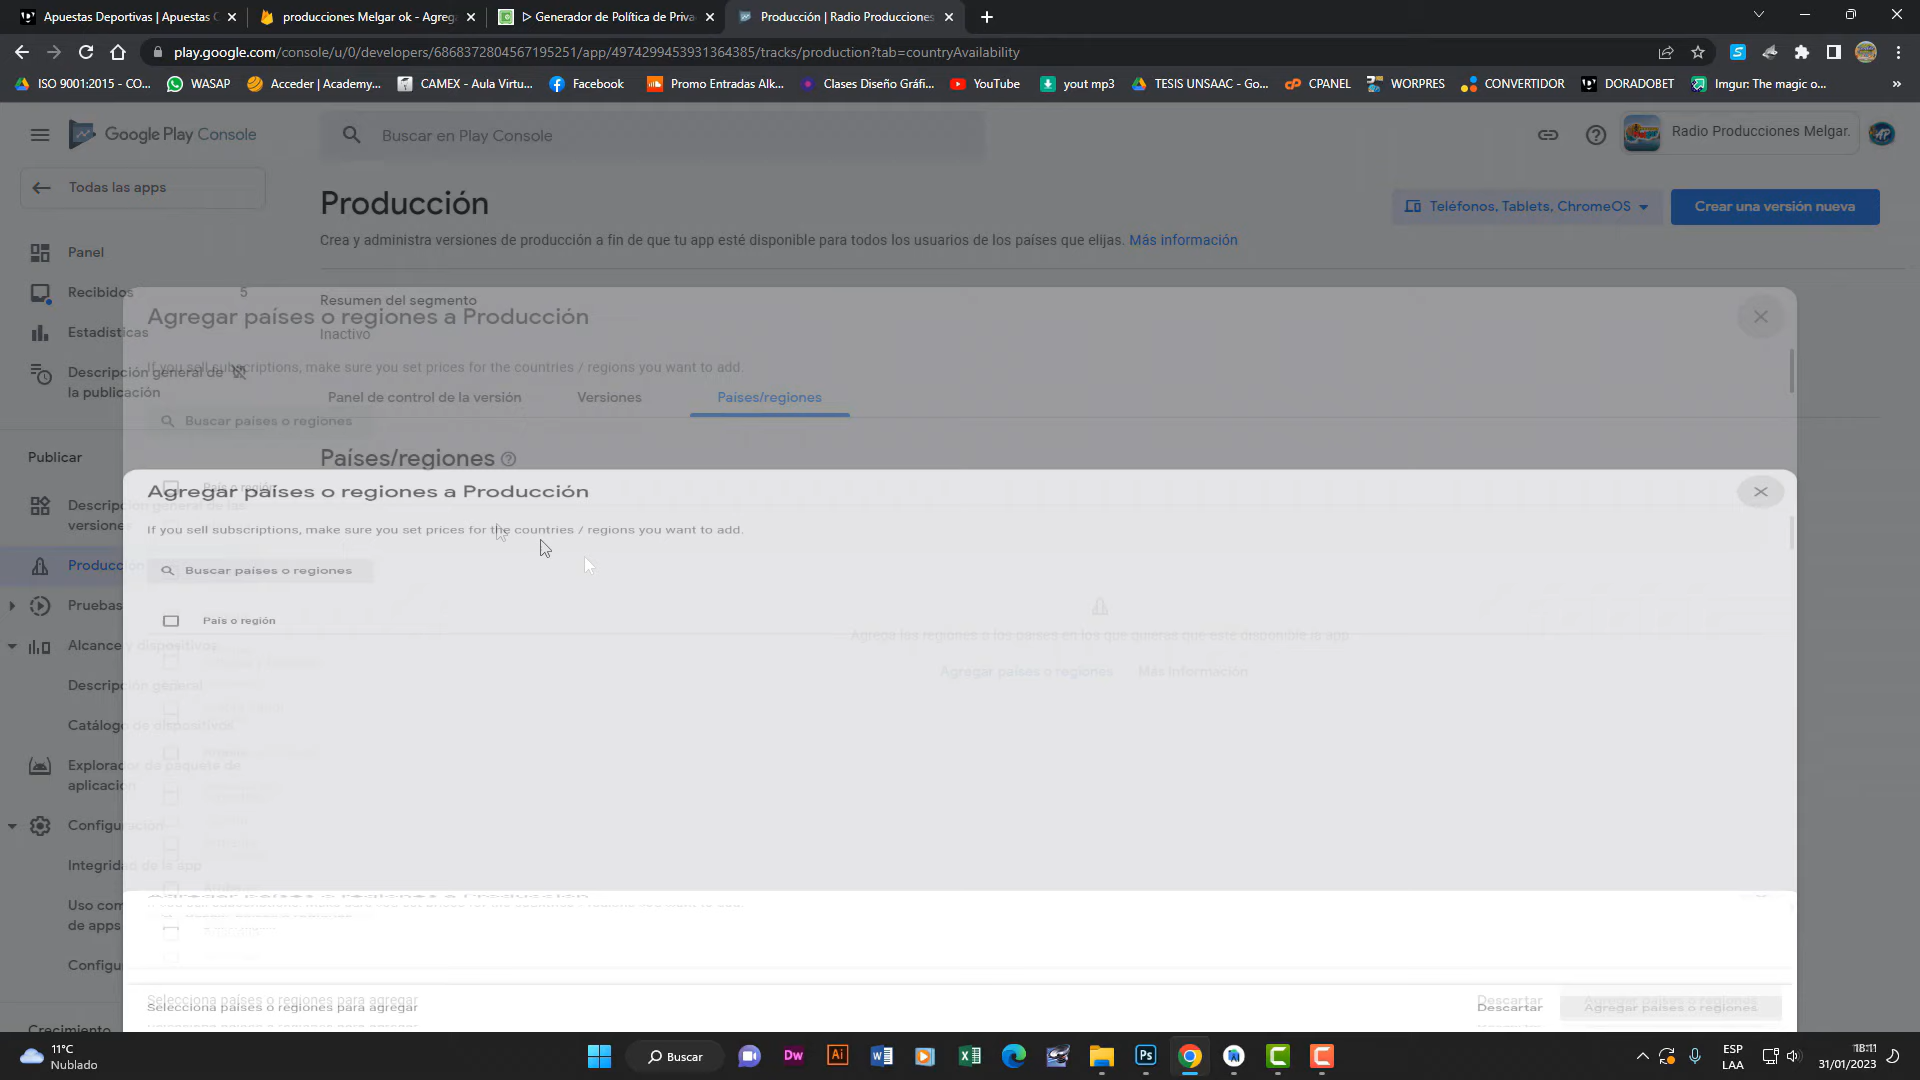 Apuestas Deportivas | Apuestas C
producciones Melgar ok - Agrega
ᐅ Generador de Política de Priva
Producción | Radio Producciones
play.google.com/console/u/0/developers/6868372804567195251/app/4974299453931364385/tracks/production?tab=countryAvailability
ISO 9001:2015 - CO...
WASAP
Acceder | Academy...
CAMEX - Aula Virtu...
Facebook
Promo Entradas Alk...
Clases Diseño Gráfi...
YouTube
yout mp3
TESIS UNSAAC - Go...
CPANEL
WORPRES
CONVERTIDOR
DORADOBET
Imgur: The magic o...
»
Google Play Console
Buscar en Play Console
Radio Producciones Melgar.
Todas las apps
Producción
Teléfonos, Tablets, ChromeOS
Crear una versión nueva
Crea y administra versiones de producción a fin de que tu app esté disponible para todos los usuarios de los países que elijas. Más información
Panel
Recibidos 5
Estadísticas
Descripción general de
la publicación
Resumen del segmento
Inactivo
Agregar países o regiones a Producción
If you sell subscriptions, make sure you set prices for the countries / regions you want to add.
Panel de control de la versión
Versiones
Países/regiones
Buscar países o regiones
Publicar
Países/regiones
País o región
Agregar países o regiones a Producción
If you sell subscriptions, make sure you set prices for the countries / regions you want to add.
Buscar países o regiones
País o región
Descripción general de las
versiones
Producción
Pruebas
Alcance y dispositivos
Descripción general
Catálogo de dispositivos
Explorador de paquete de
aplicación
Configuración
Integridad de la app
Uso com
de apps
Configu
Crecimiento
Agrega las regiones o los países en los que quieras que esté disponible la app
Agregar países o regiones
Más información
Agregar países o regiones a Producción
Selecciona países o regiones para agregar
Selecciona países o regiones para agregar
Descartar
Descartar
Agregar países o regiones
11°C
Nublado
Buscar
Dw
Ai
Ps
ESP
LAA
18:11
31/01/2023